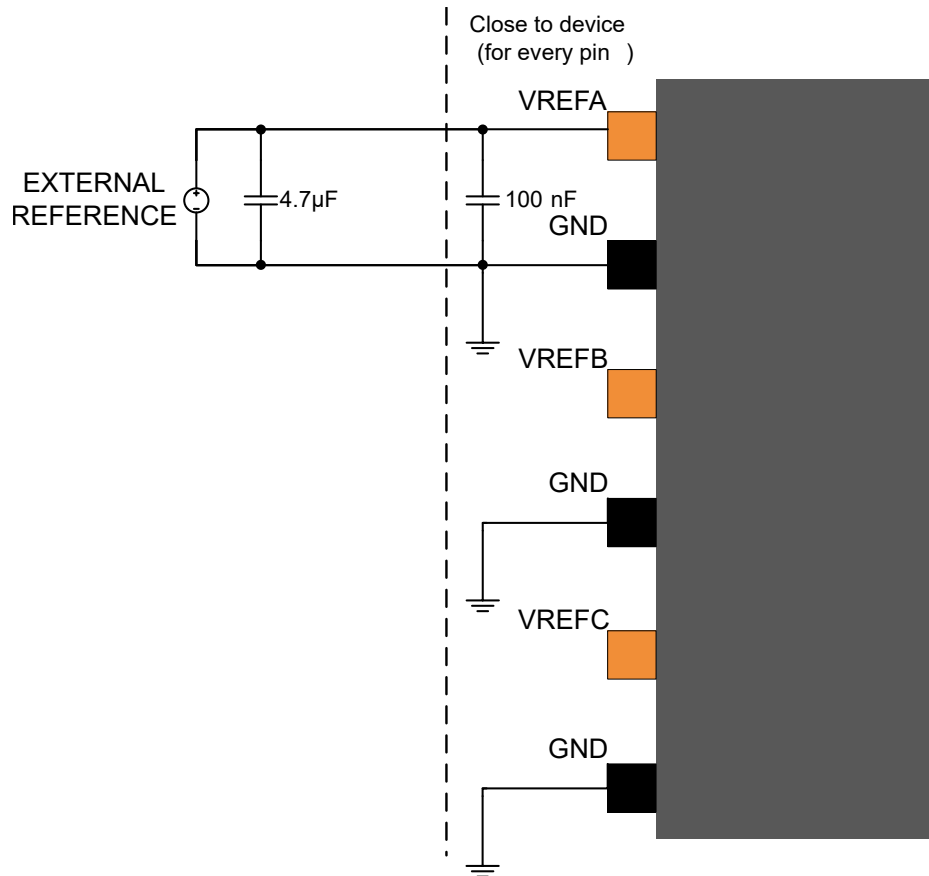 Close to device
(for every pin )
VREFA
EXTERNAL
REFERENCE
+
-
4.7µF
100 nF
GND
VREFB
GND
VREFC
GND